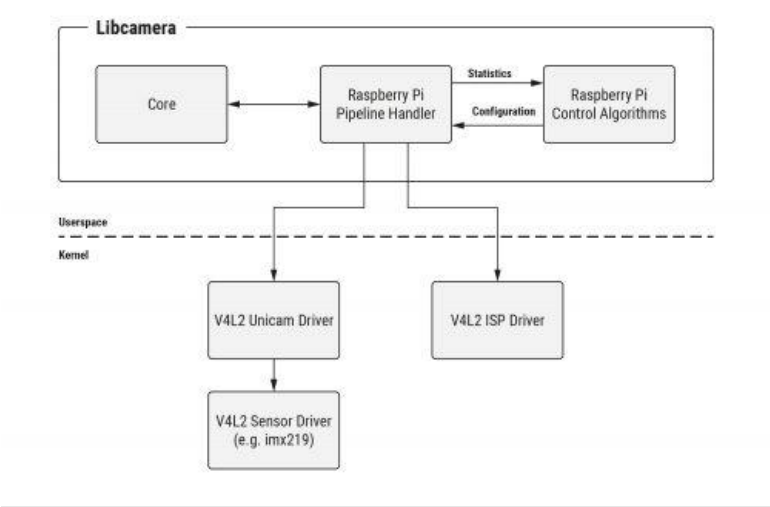 Libcamera
Core
Raspberry Pi
Pipeline Handler
Statistics
Configuration
Raspberry Pi
Control Algorithms
Userspace
Kernel
V4L2 Unicam Driver
V4L2 ISP Driver
V4L2 Sensor Driver
(e.g. imx219)